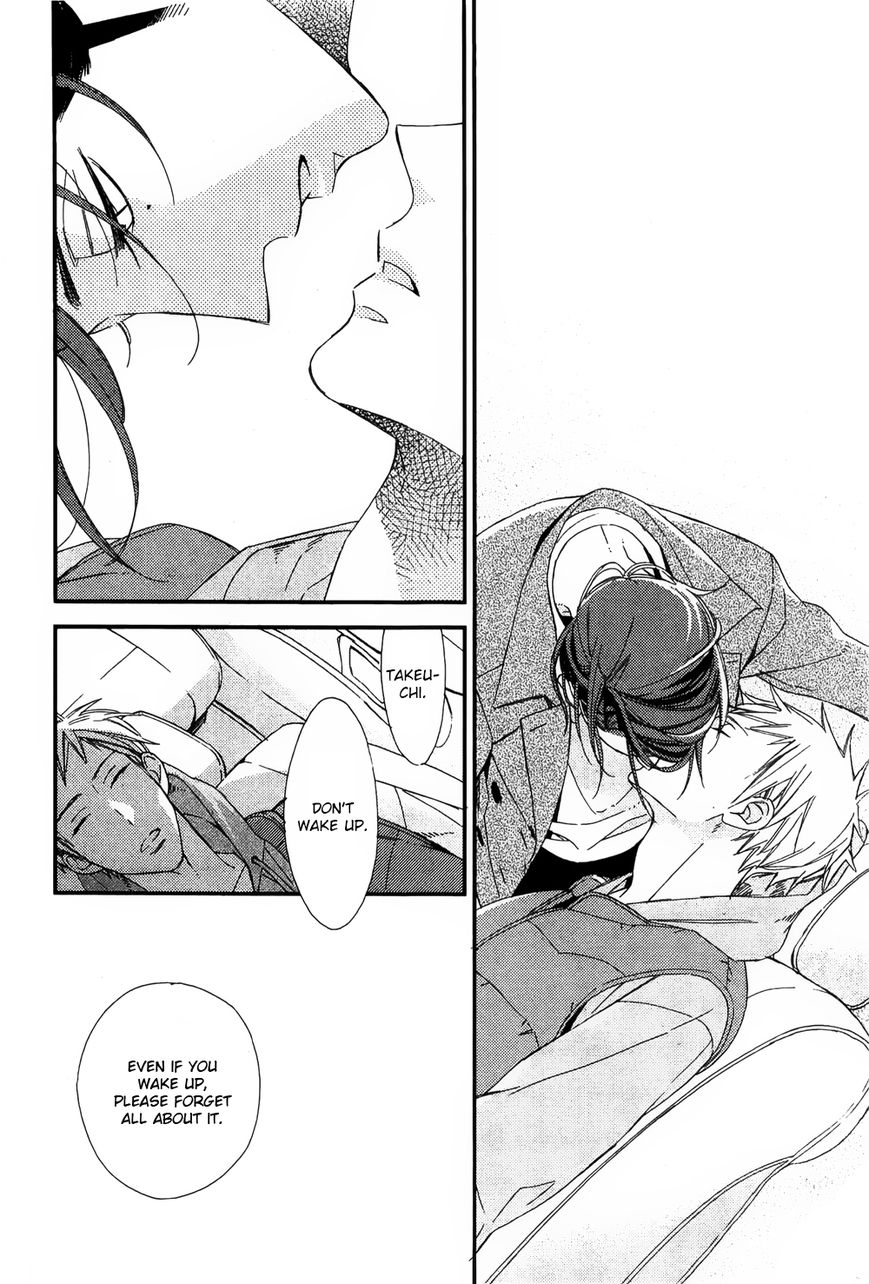 TAKEU-
CHI.
DON'T
WAKE UP.
EVEN IF YOU
WAKE UP,
PLEASE FORGET
ALL ABOUT IT.